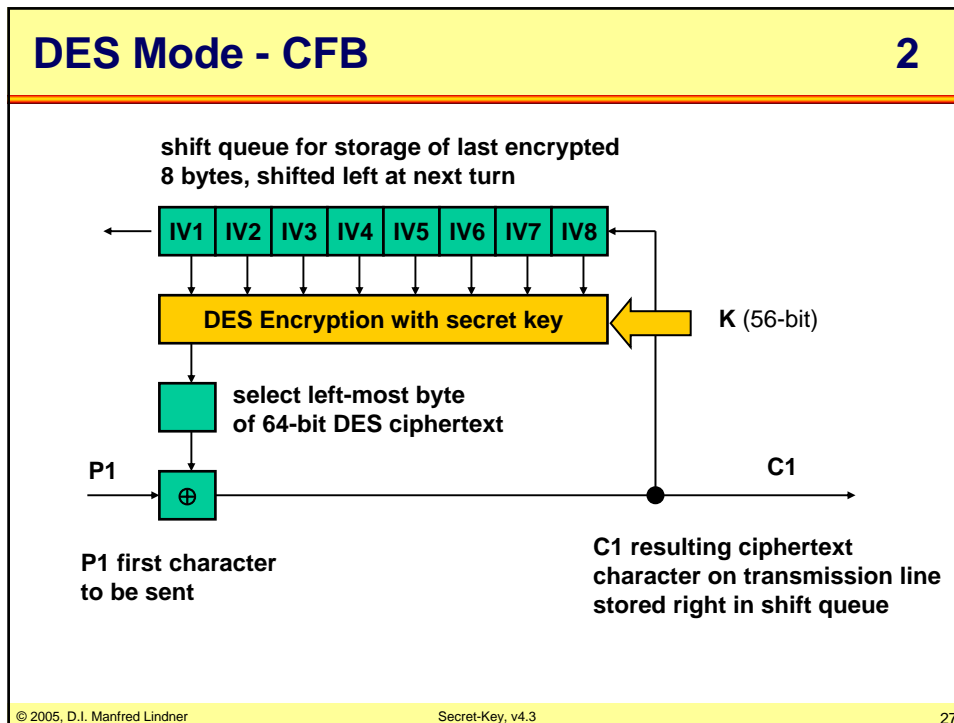 DES Mode - CFB 2
shift queue for storage of last encrypted
8 bytes, shifted left at next turn
IV1 IV2 IV3 IV4 IV5 IV6 IV7 IV8
DES Encryption with secret key
K (56-bit)
select left-most byte
of 64-bit DES ciphertext
P1
⊕
C1
P1 first character
to be sent
C1 resulting ciphertext
character on transmission line
stored right in shift queue
© 2005, D.I. Manfred Lindner Secret-Key, v4.3 27